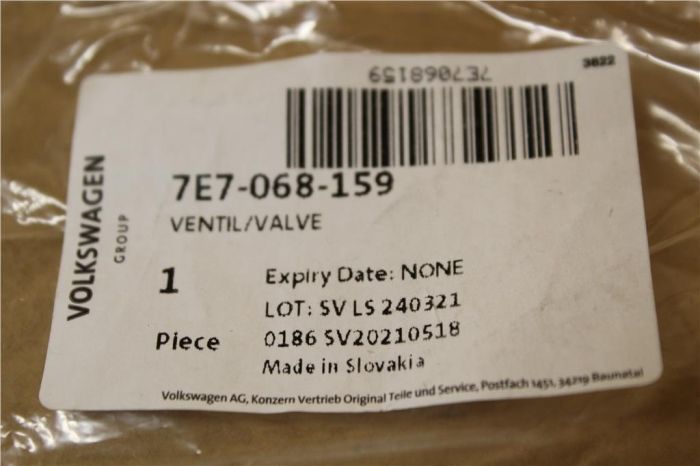 3822
7E7068159
7E7-068-159
VENTIL/VALVE
VOLKSWAGEN
GROUP
1
Piece
Expiry Date: NONE
LOT: SV LS 240321
0186 SV20210518
Made in Slovakia
Volkswagen AG, Konzern Vertrieb Original Teile und Service, Postfach 1451, 34219 Baunatal